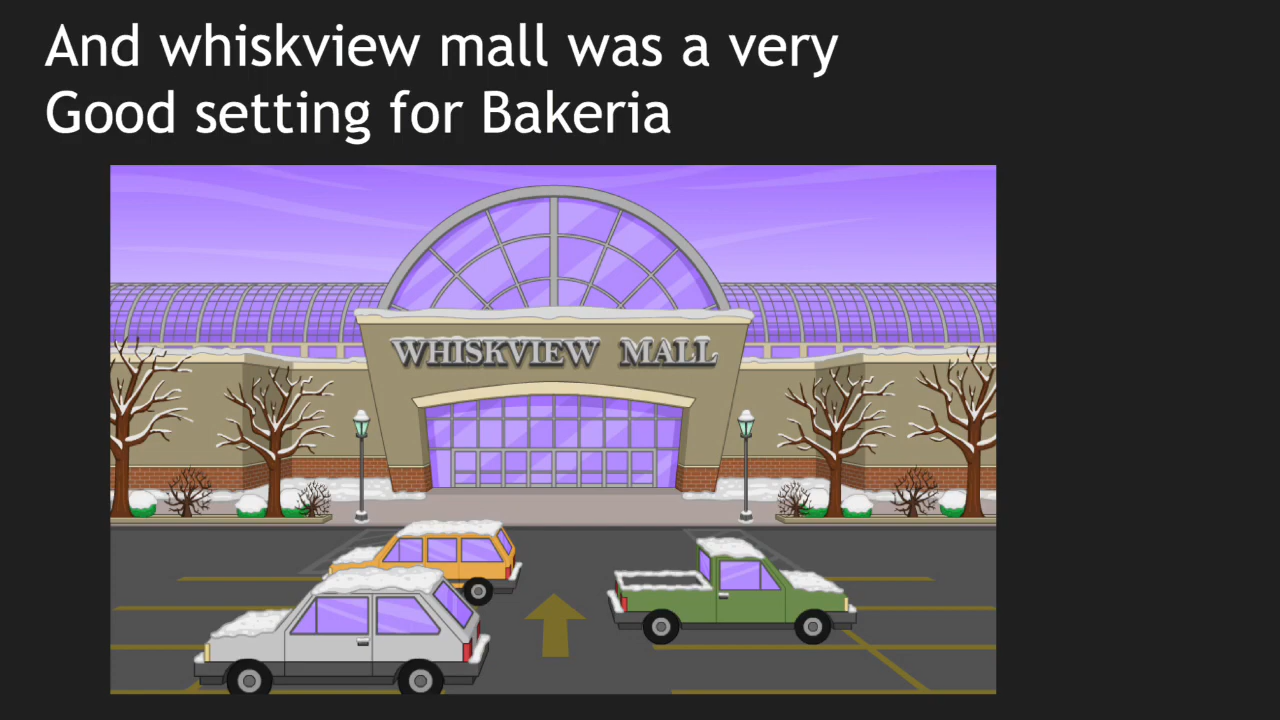 And whiskview mall was a very
Good setting for Bakeria
WHISKVIEW MALL